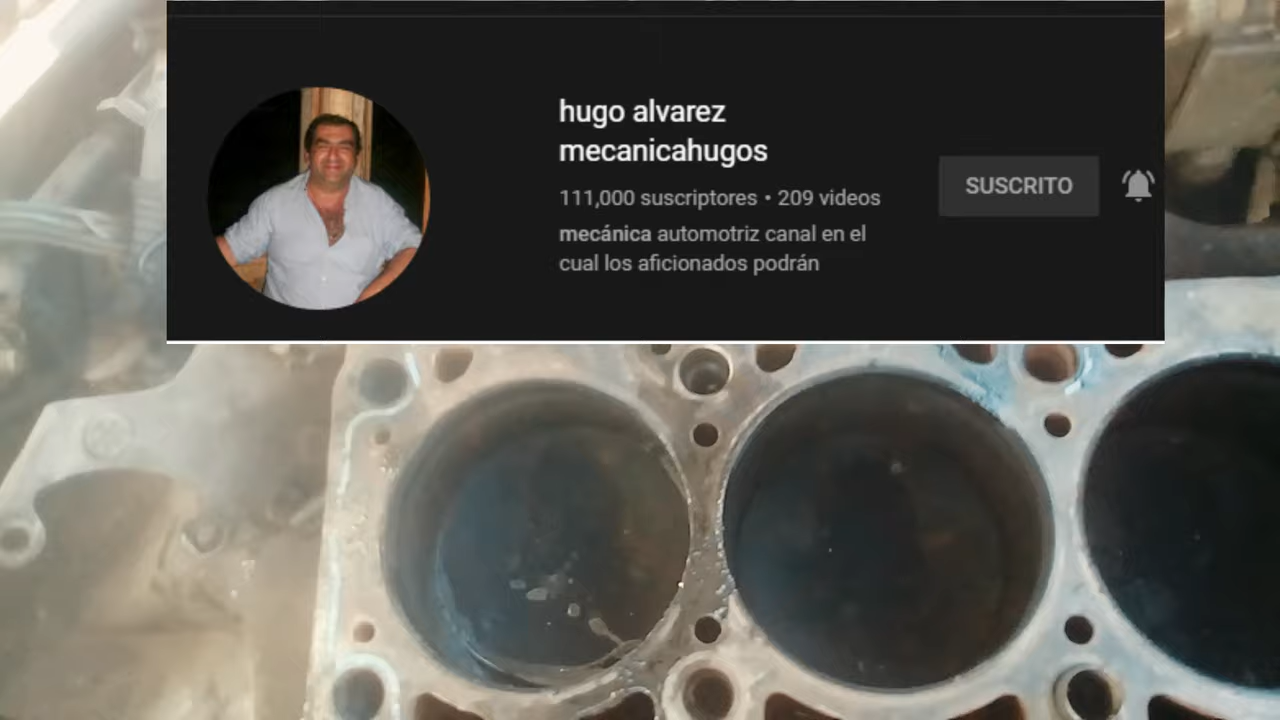 hugo alvarez
mecanicahugos
111,000 suscriptores • 209 videos
SUSCRITO
mecánica automotriz canal en el
cual los aficionados podrán